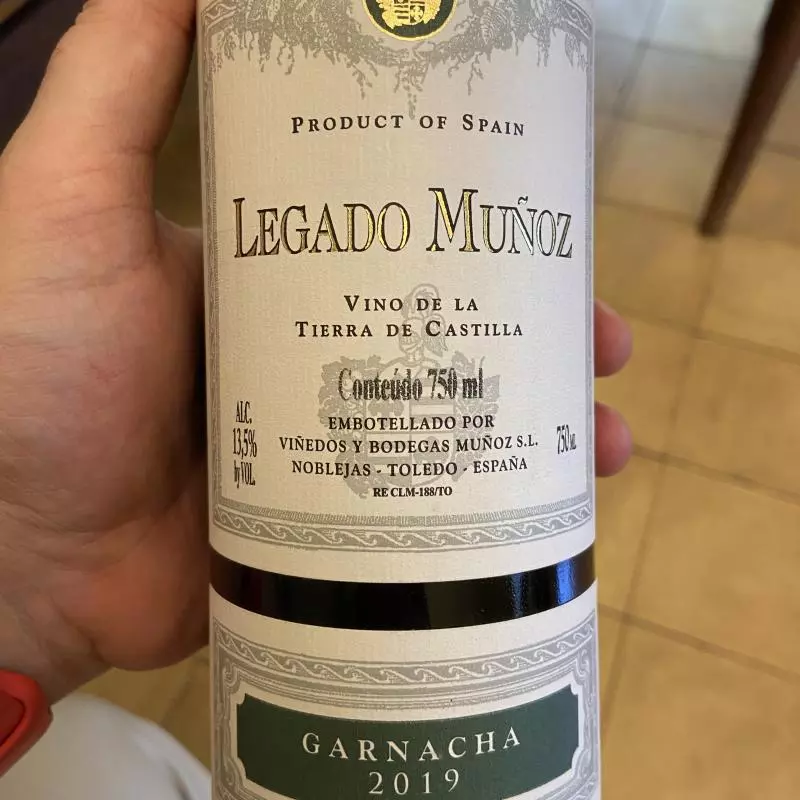 PRODUCT OF SPAIN
LEGADO MUÑOZ
VINO DE LA
TIERRA DE CASTILLA
Conteúdo 750 ml
EMBOTELLADO POR
VIÑEDOS Y BODEGAS MUÑOZ S.L.
NOBLEJAS - TOLEDO - ESPAÑA
RE CLM-188/TO
ALC.
13,5%
by VOL.
750 ML
GARNACHA
2019